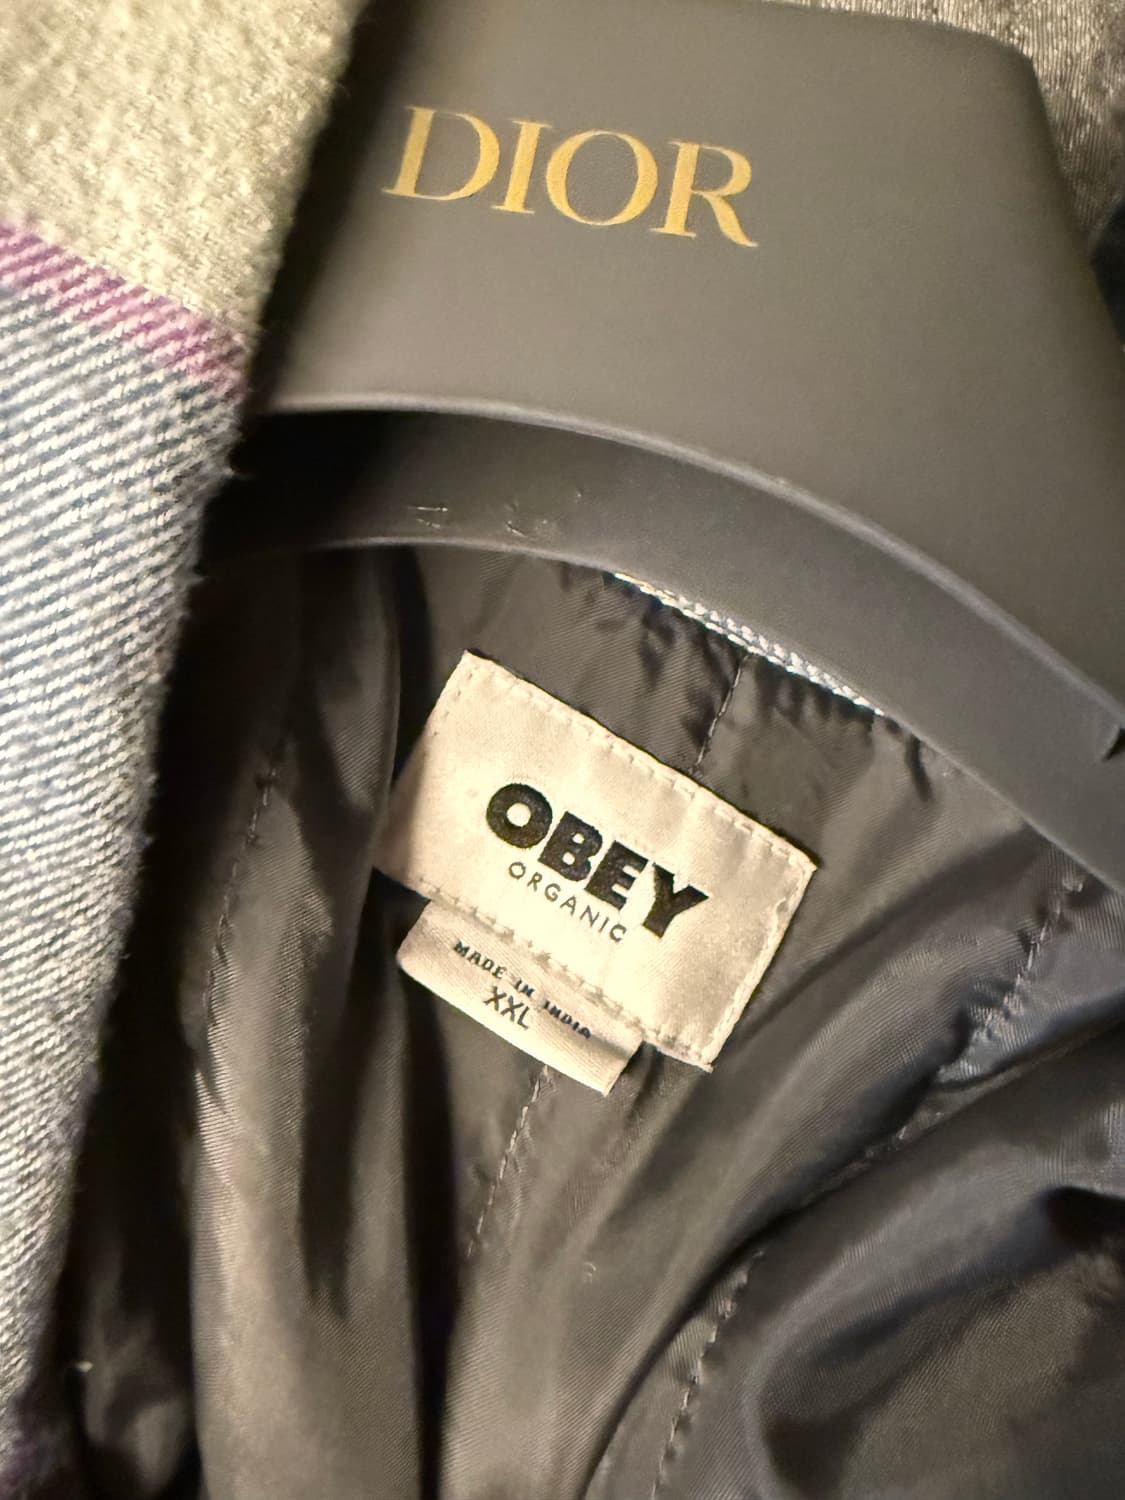 DIOR
OBEY
ORGANIC
MADE IN INDIA
XXL